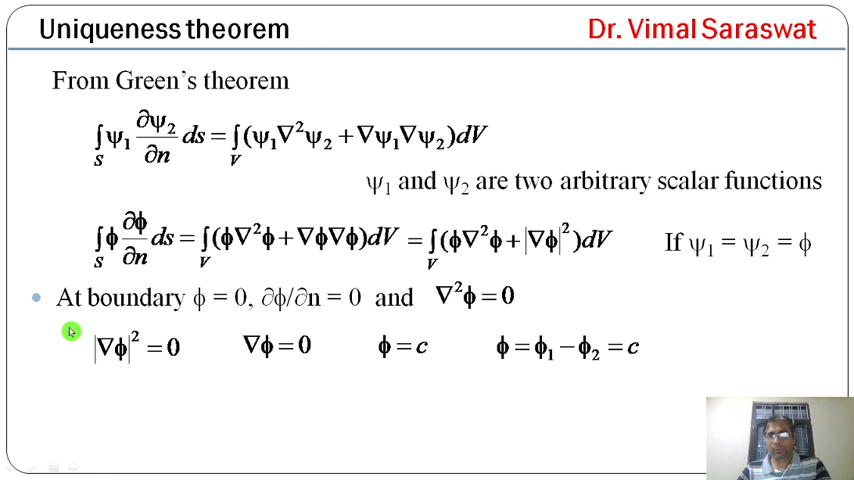 Uniqueness theorem
Dr. Vimal Saraswat
From Green's theorem
∫_S ψ₁ ∂ψ₂/∂n ds = ∫_V (ψ₁∇²ψ₂ + ∇ψ₁∇ψ₂)dV
ψ₁ and ψ₂ are two arbitrary scalar functions
∫_S ϕ ∂ϕ/∂n ds = ∫_V (ϕ∇²ϕ + ∇ϕ∇ϕ)dV = ∫_V (ϕ∇²ϕ + |∇ϕ|²)dV If ψ₁ = ψ₂ = ϕ
• At boundary ϕ = 0, ∂ϕ/∂n = 0 and ∇²ϕ = 0
|∇ϕ|² = 0 ∇ϕ = 0 ϕ = c ϕ = ϕ₁ − ϕ₂ = c